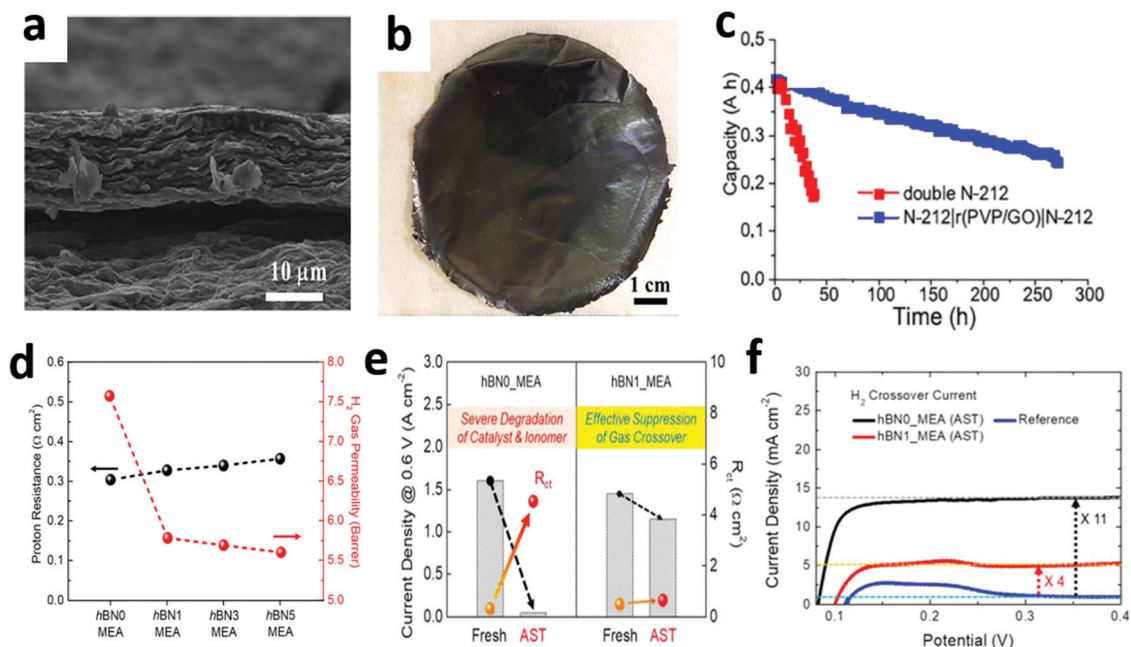 a
10 μm
b
1 cm
c
Capacity (A h)
0.5
0.4
0.3
0.2
0.1
0.0
double N-212
N-212|r(PVP/GO)|N-212
0 50 100 150 200 250 300
Time (h)
d
Proton Resistance (Ω cm²)
0.6
0.5
0.4
0.3
0.2
0.1
0.0
8.0
7.5
7.0
6.5
6.0
5.5
5.0
H₂ Gas Permeability (Barrer)
hBN0 hBN1 hBN3 hBN5
MEA MEA MEA MEA
e
Current Density @ 0.6 V (A cm⁻²)
3.0
2.5
2.0
1.5
1.0
0.5
0.0
hBN0_MEA
Severe Degradation
of Catalyst & Ionomer
Rct
hBN1_MEA
Effective Suppression
of Gas Crossover
10
8
6
4
2
0
Rct (Ω cm²)
Fresh AST Fresh AST
f
Current Density (mA cm⁻²)
30
25
20
15
10
5
0
H₂ Crossover Current
hBN0_MEA (AST) Reference
hBN1_MEA (AST)
X 11
X 4
0.1 0.2 0.3 0.4
Potential (V)